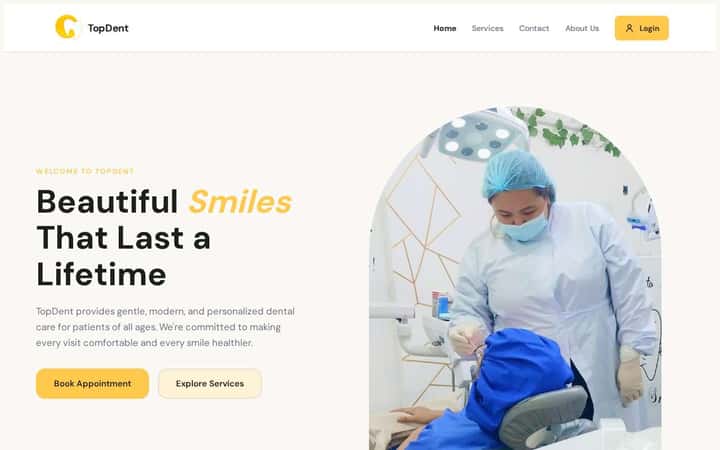 TopDent
Home Services Contact About Us Login
WELCOME TO TOPDENT
Beautiful Smiles
That Last a
Lifetime
TopDent provides gentle, modern, and personalized dental
care for patients of all ages. We're committed to making
every visit comfortable and every smile healthier.
Book Appointment Explore Services